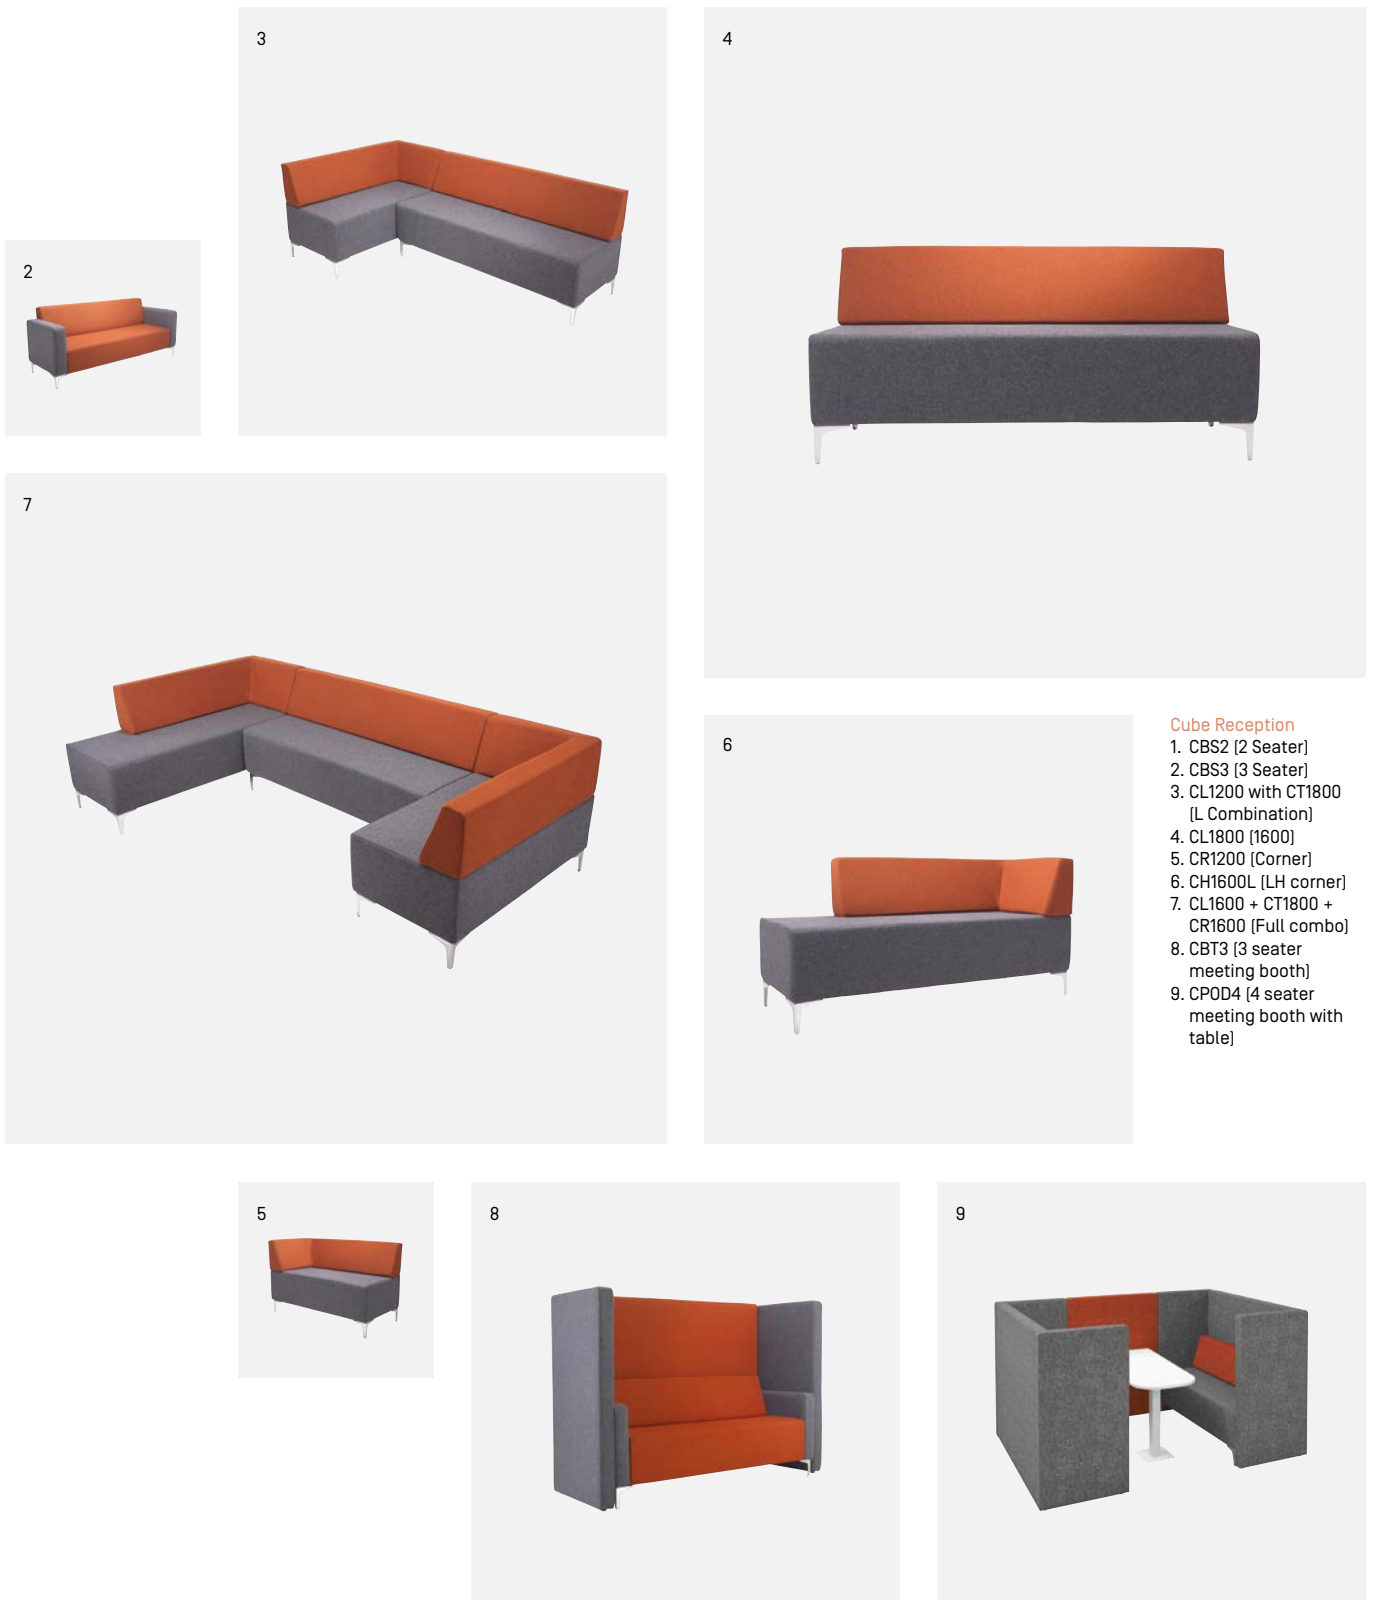 3
4
2
7
6
Cube Reception
1. CBS2 (2 Seater)
2. CBS3 (3 Seater)
3. CL1200 with CT1800
(L Combination)
4. CL1800 (1600)
5. CR1200 (Corner)
6. CH1600L (LH corner)
7. CL1600 + CT1800 +
CR1600 (Full combo)
8. CBT3 (3 seater
meeting booth)
9. CPOD4 (4 seater
meeting booth with
table)
5
8
9